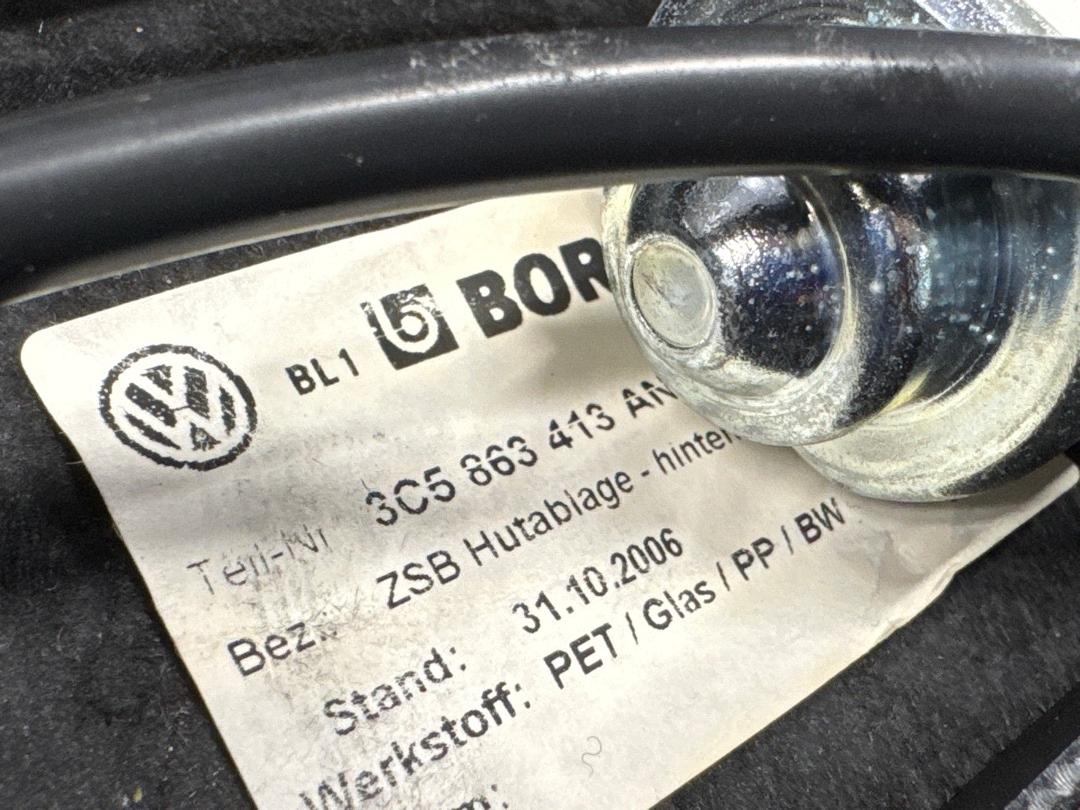 BL 1 b BOR
Teil-Nr 3C5 863 413 AN
Bez. ZSB Hutablage - hinten
Stand: 31.10.2006
Werkstoff: PET / Glas / PP / BW